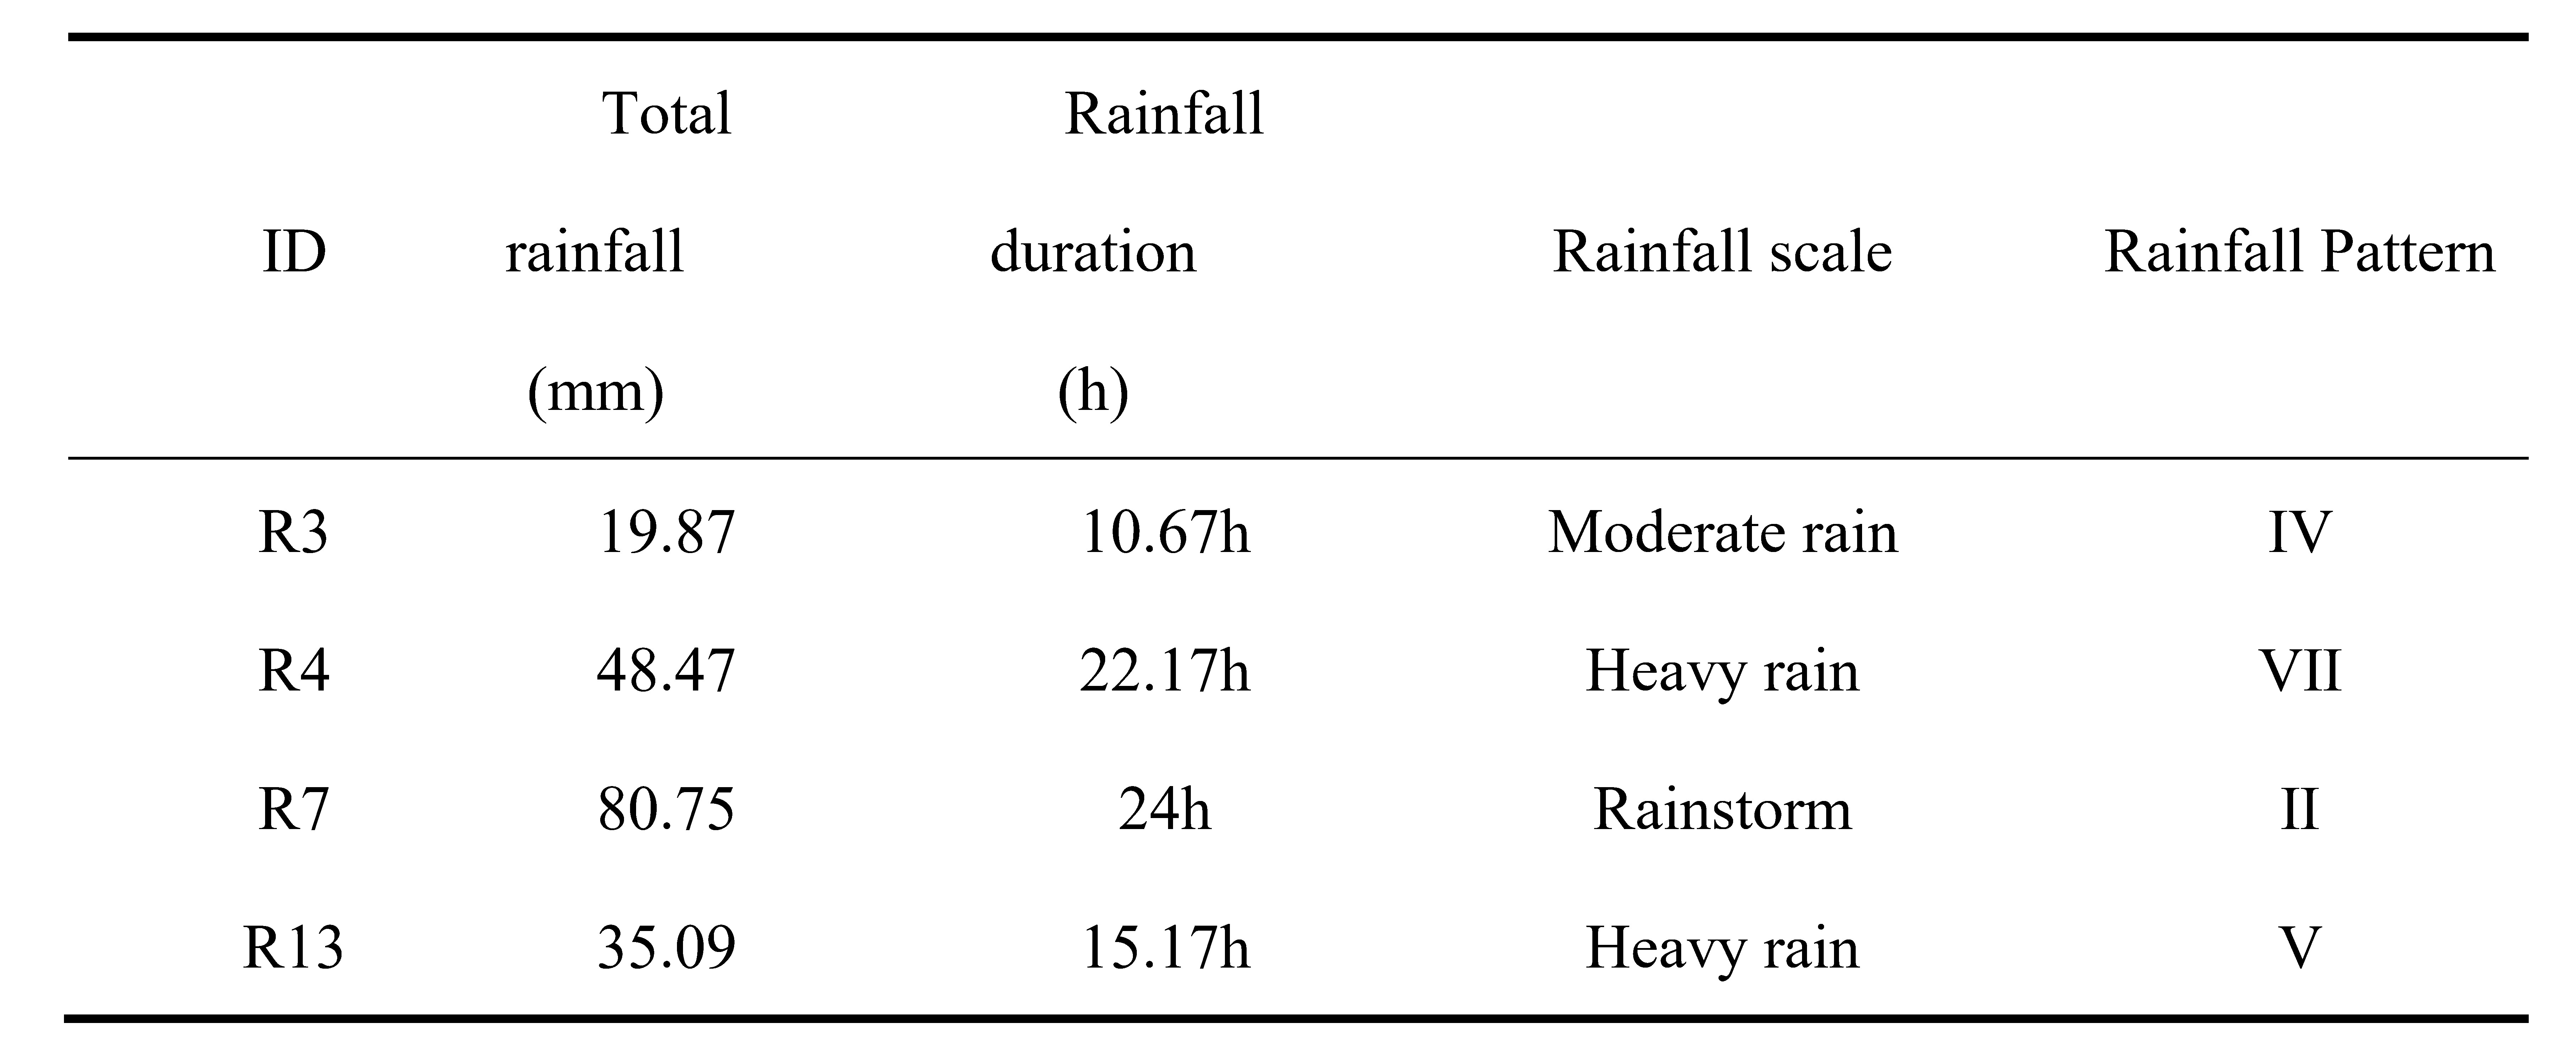 Total Rainfall
ID rainfall duration Rainfall scale Rainfall Pattern
(mm) (h)
R3 19.87 10.67h Moderate rain IV
R4 48.47 22.17h Heavy rain VII
R7 80.75 24h Rainstorm II
R13 35.09 15.17h Heavy rain V